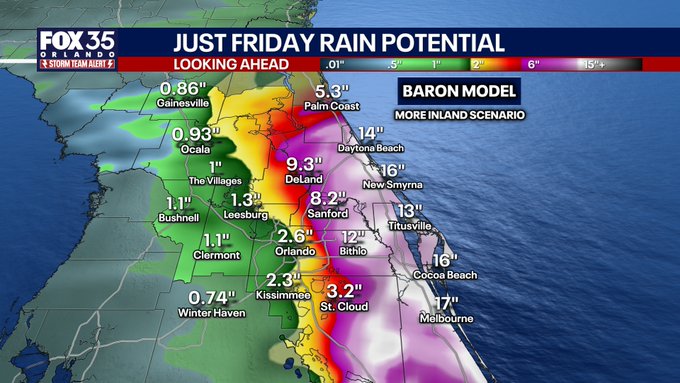 FOX 35
ORLANDO
STORM TEAM ALERT
JUST FRIDAY RAIN POTENTIAL
LOOKING AHEAD
.01" .5" 1" 2" 6" 15"+
BARON MODEL
MORE INLAND SCENARIO
0.86"
Gainesville
5.3"
Palm Coast
0.93"
Ocala
14"
Daytona Beach
1"
The Villages
9.3"
DeLand
16"
New Smyrna
1.1"
Bushnell
1.3"
Leesburg
8.2"
Sanford
13"
Titusville
1.1"
Clermont
2.6"
Orlando
12"
Bithlo
16"
Cocoa Beach
2.3"
Kissimmee
3.2"
St. Cloud
0.74"
Winter Haven
17"
Melbourne